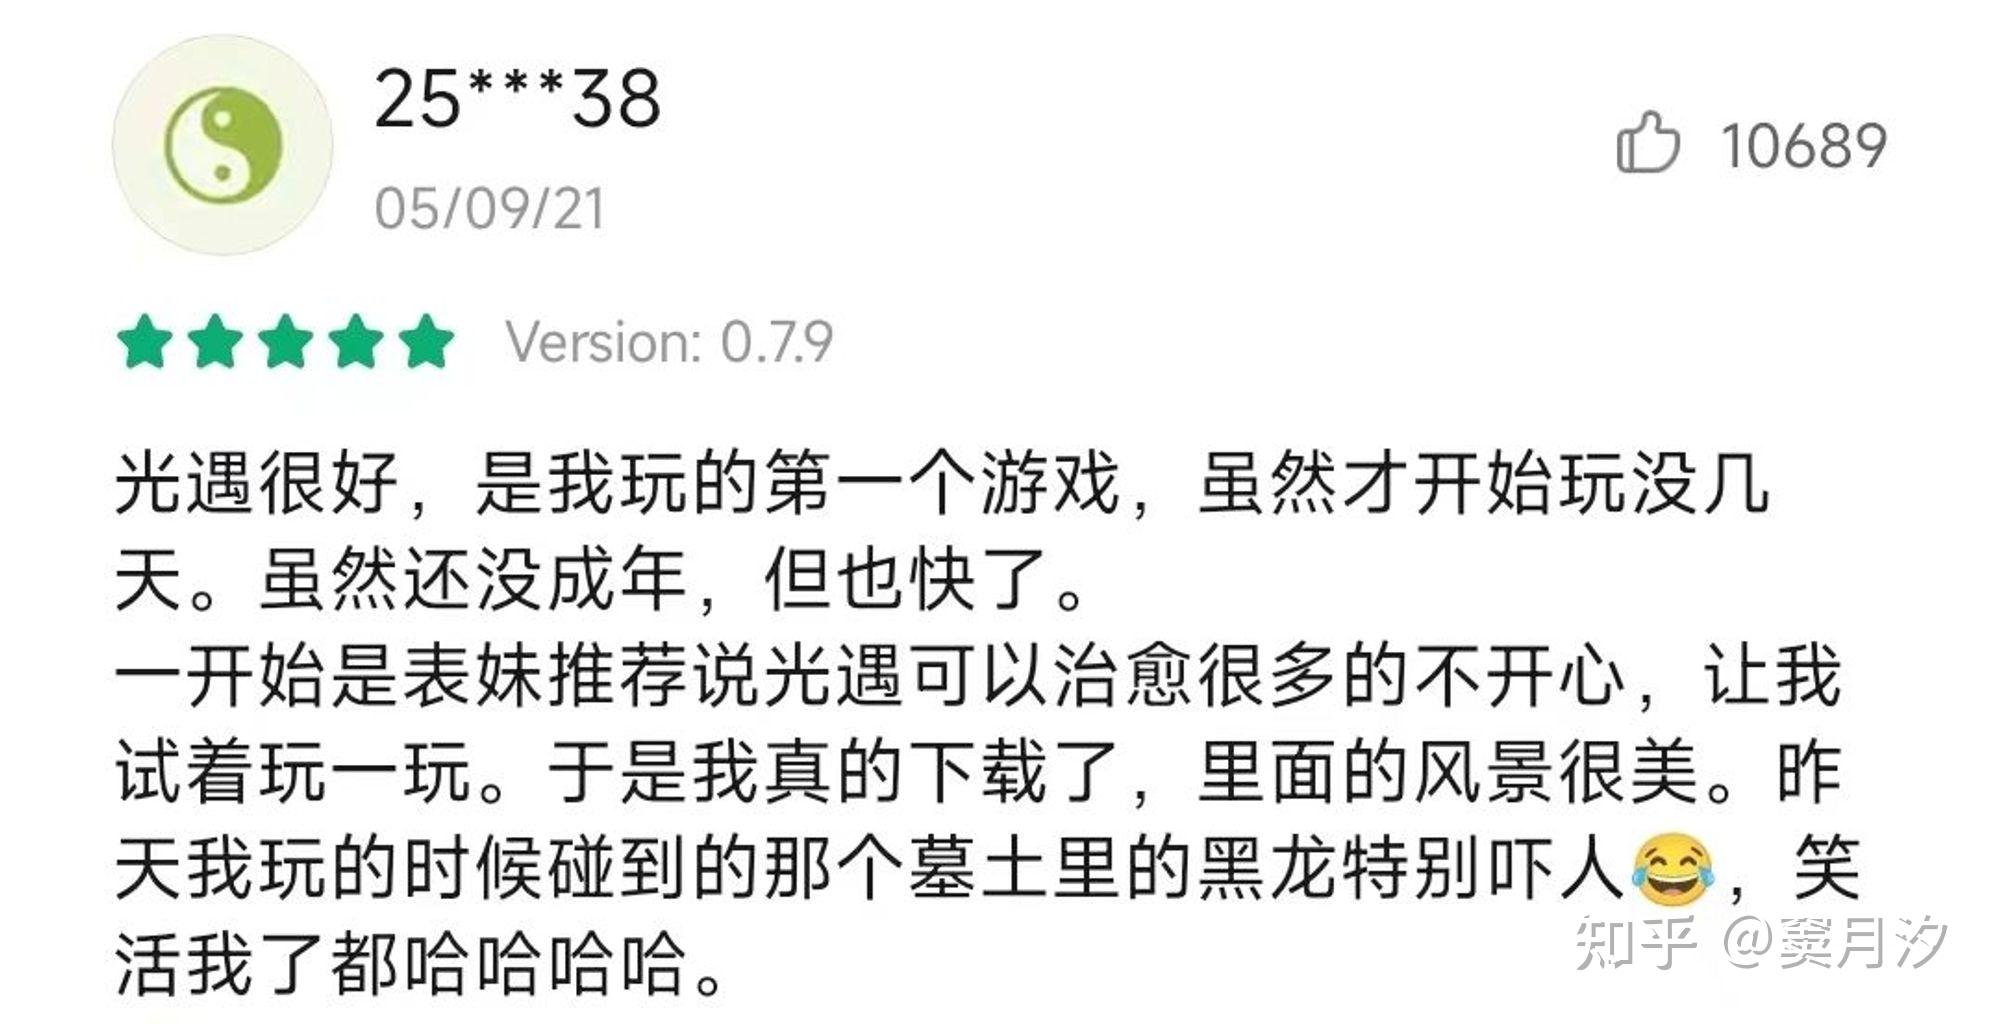 25***38
05/09/21
10689
Version: 0.7.9
光遇很好，是我玩的第一个游戏，虽然才开始玩没几
天。虽然还没成年，但也快了。
一开始是表妹推荐说光遇可以治愈很多的不开心，让我
试着玩一玩。于是我真的下载了，里面的风景很美。昨
天我玩的时候碰到的那个墓土里的黑龙特别吓人😂，笑
活我了都哈哈哈哈。
知乎 @窦月汐